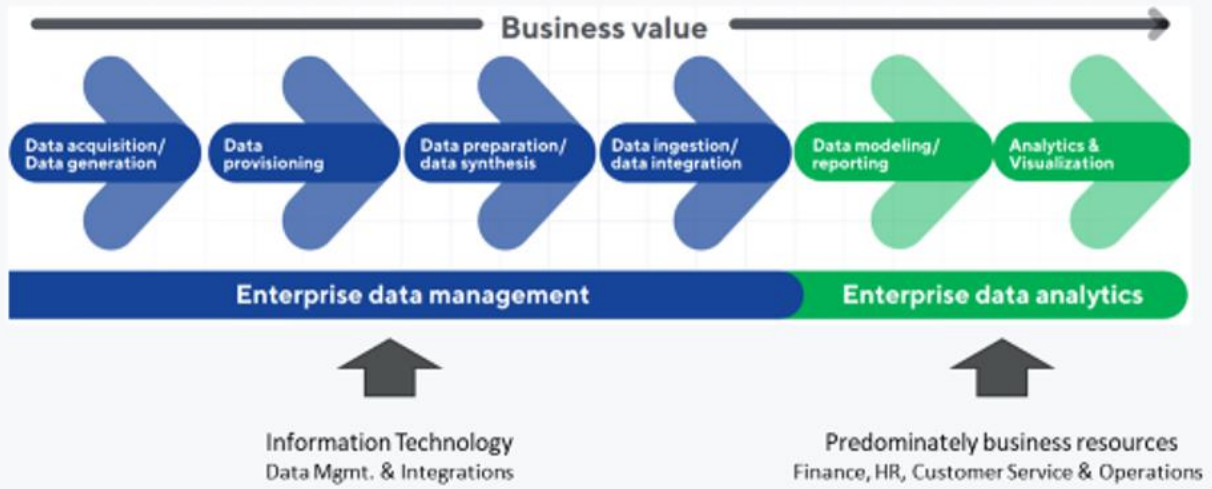 Business value
Data acquisition/
Data generation
Data
provisioning
Data preparation/
data synthesis
Data ingestion/
data integration
Data modeling/
reporting
Analytics &
Visualization
Enterprise data management
Enterprise data analytics
Information Technology
Data Mgmt. & Integrations
Predominately business resources
Finance, HR, Customer Service & Operations